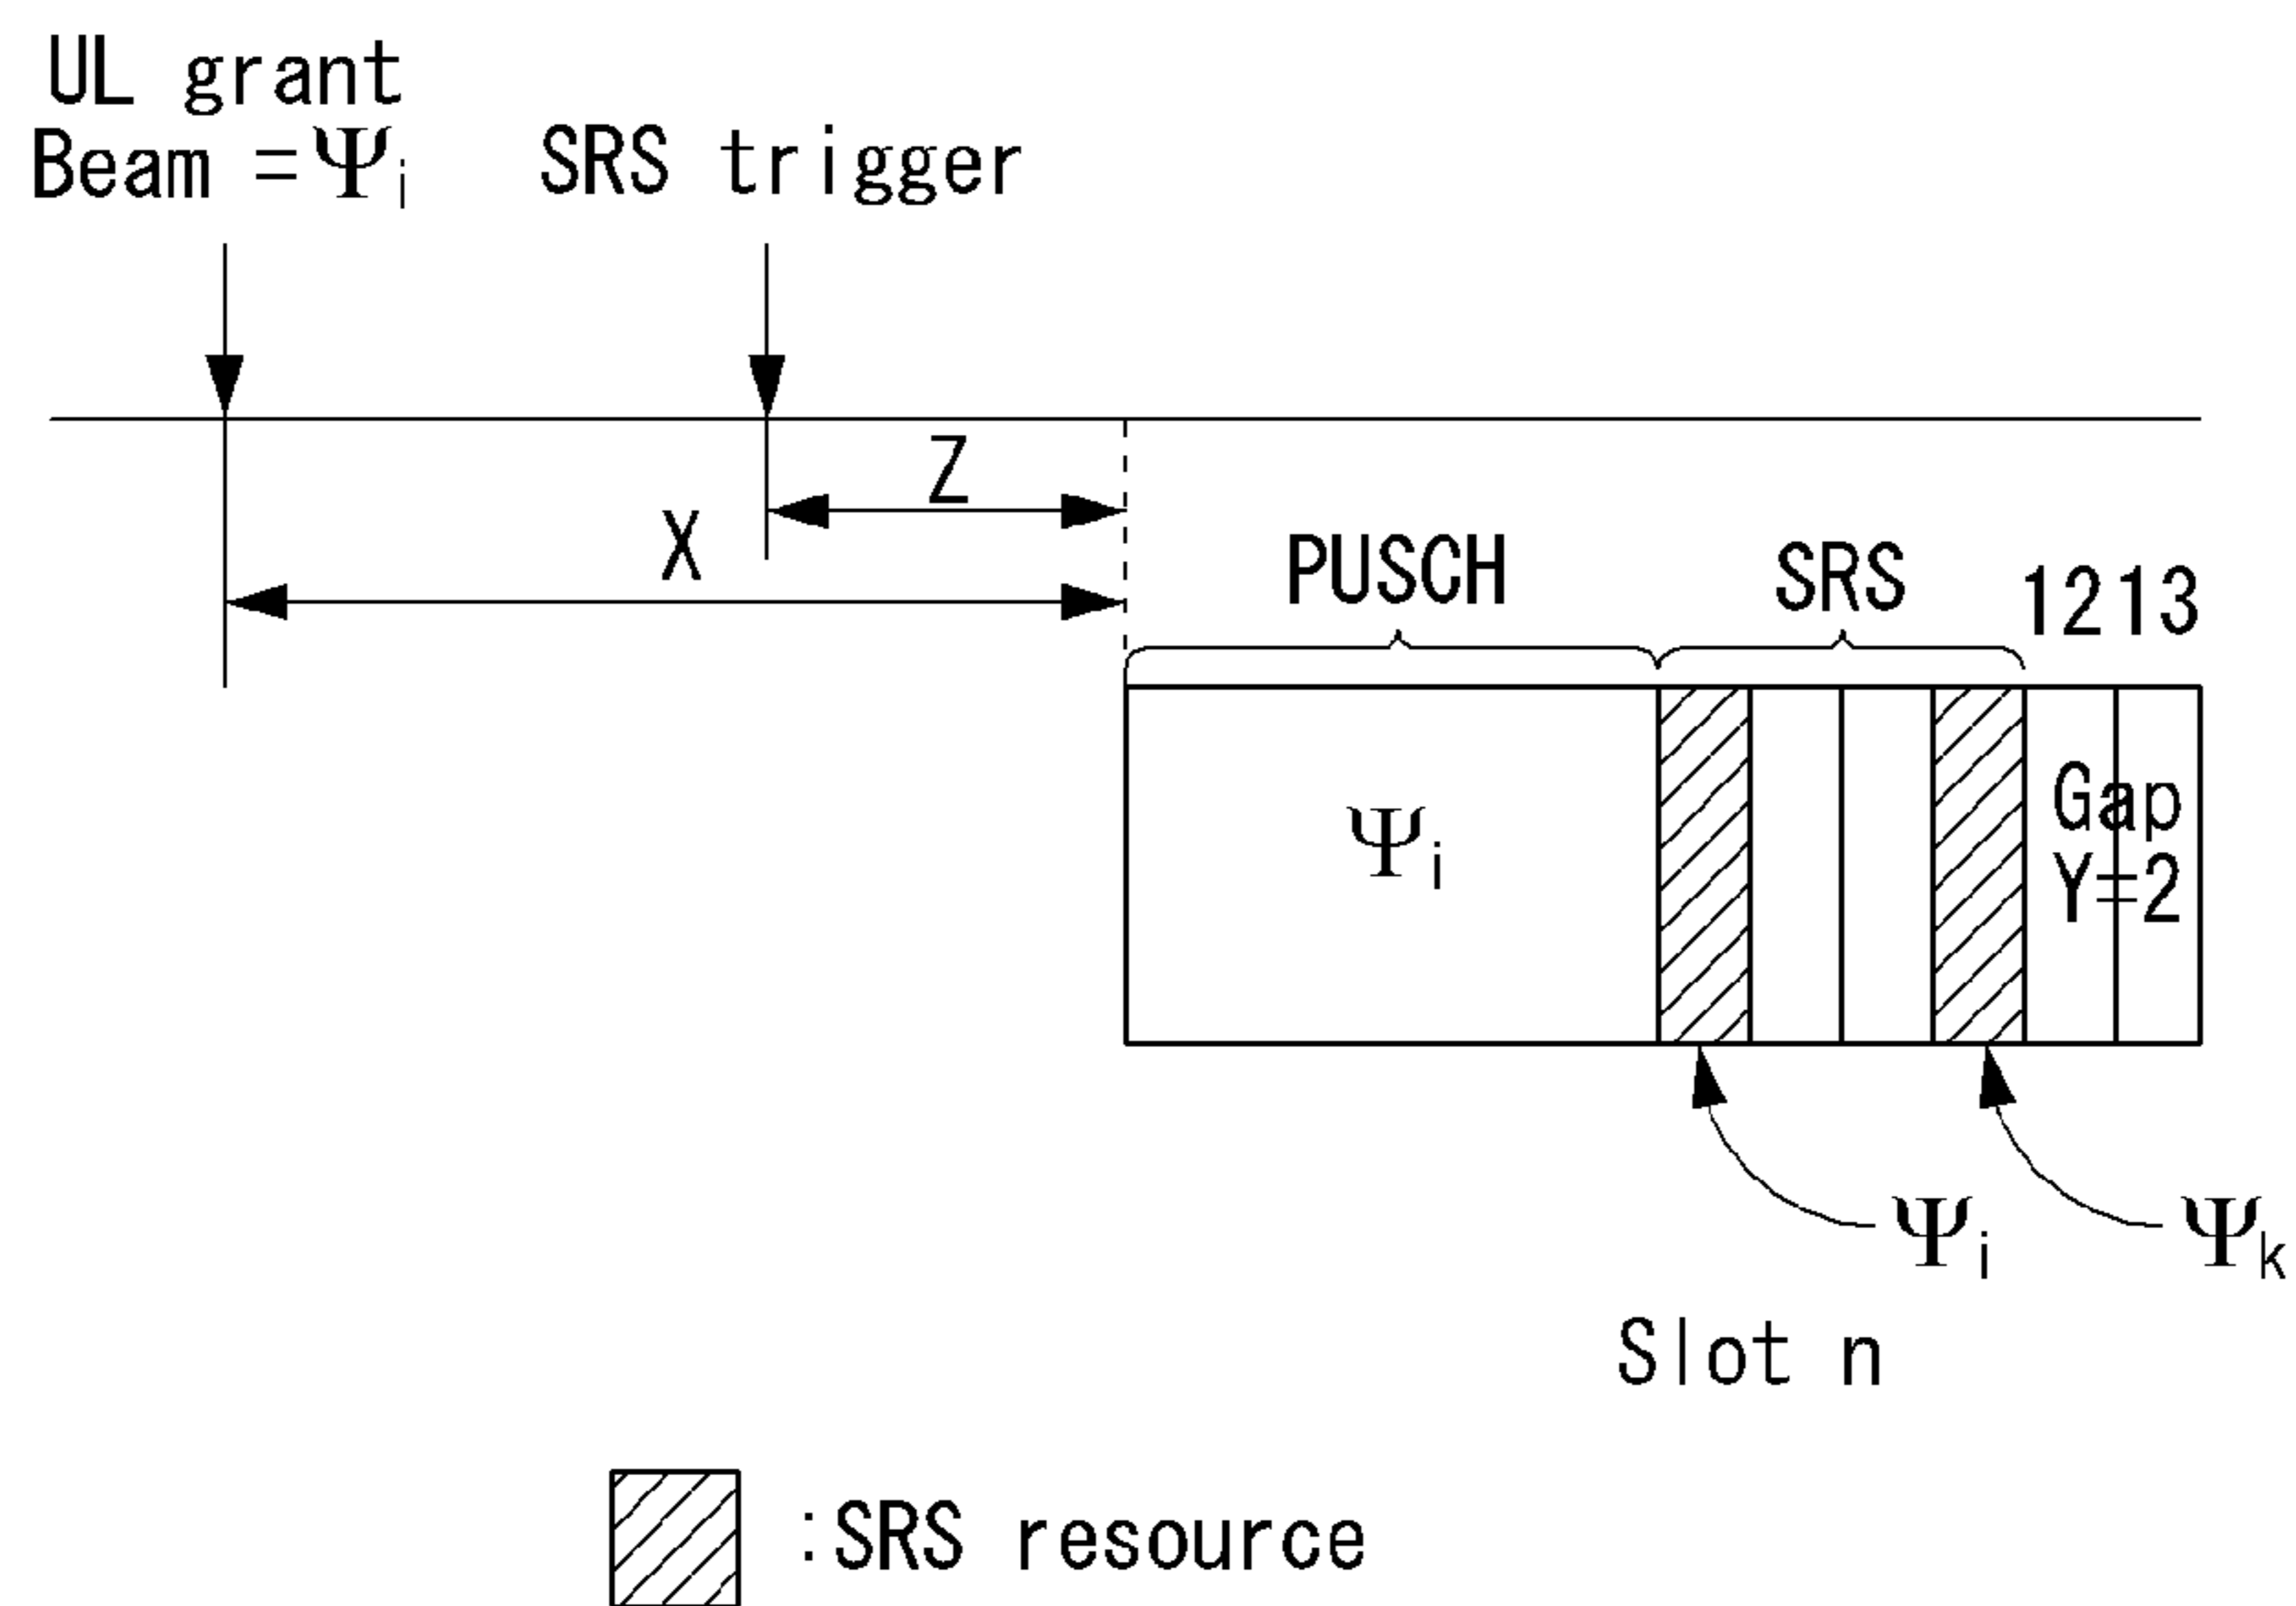 UL grant
Beam = Ψi
SRS trigger
Z
X
PUSCH
SRS
1213
Ψi
Gap
Y=2
Ψi
Ψk
Slot n
:SRS resource